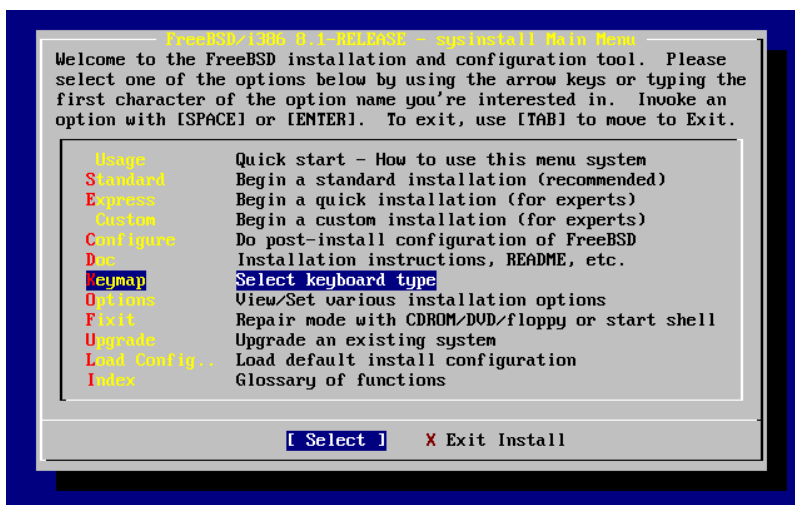 FreeBSD/i386 8.1-RELEASE - sysinstall Main Menu
Welcome to the FreeBSD installation and configuration tool.  Please
select one of the options below by using the arrow keys or typing the
first character of the option name you're interested in.  Invoke an
option with [SPACE] or [ENTER].  To exit, use [TAB] to move to Exit.
Usage Quick start - How to use this menu system
Standard Begin a standard installation (recommended)
Express Begin a quick installation (for experts)
Custom Begin a custom installation (for experts)
Configure Do post-install configuration of FreeBSD
Doc Installation instructions, README, etc.
Keymap Select keyboard type
Options View/Set various installation options
Fixit Repair mode with CDROM/DVD/floppy or start shell
Upgrade Upgrade an existing system
Load Config.. Load default install configuration
Index Glossary of functions
[ Select ] X Exit Install